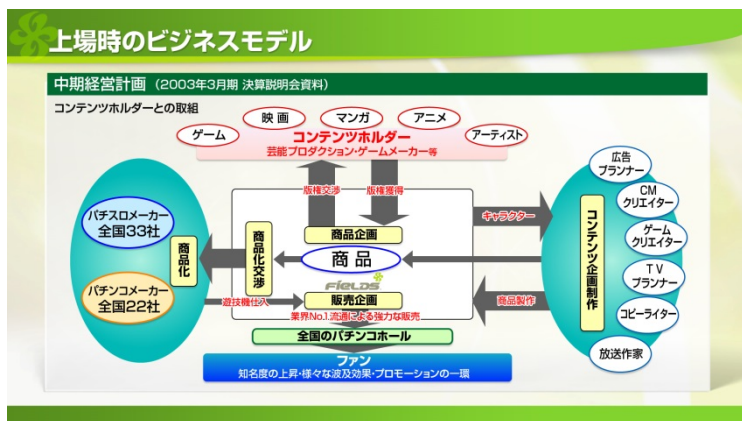 上場時のビジネスモデル
中期経営計画（2003年3月期 決算説明会資料）
コンテンツホルダーとの取組
ゲーム
映画
マンガ
アニメ
アーティスト
コンテンツホルダー
芸能プロダクション・ゲームメーカー等
版権交渉
版権獲得
パチスロメーカー
全国33社
パチンコメーカー
全国22社
商品化
商品化交渉
商品企画
商品
FIELDS
販売企画
遊技機仕入
業界No.1流通による強力な販売
キャラクター
商品製作
コンテンツ企画制作
広告
プランナー
CM
クリエイター
ゲーム
クリエイター
TV
プランナー
コピーライター
放送作家
全国のパチンコホール
ファン
知名度の上昇・様々な波及効果・プロモーションの一環